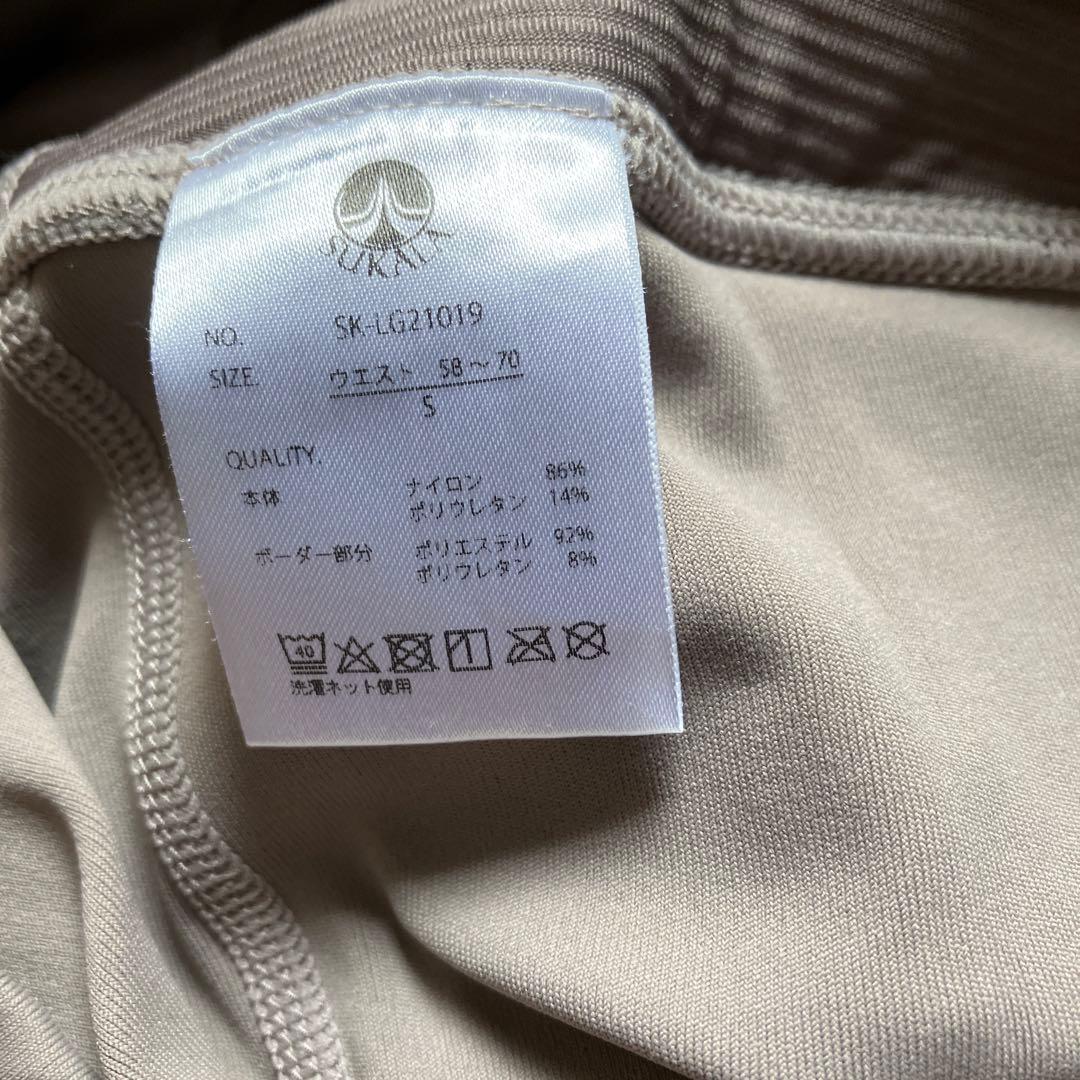 SUKALA
NO. SK-LG21019
SIZE. ウエスト 58～70
S
QUALITY.
本体 ナイロン 86%
ポリウレタン 14%
ボーダー部分 ポリエステル 92%
ポリウレタン 8%
40
洗濯ネット使用